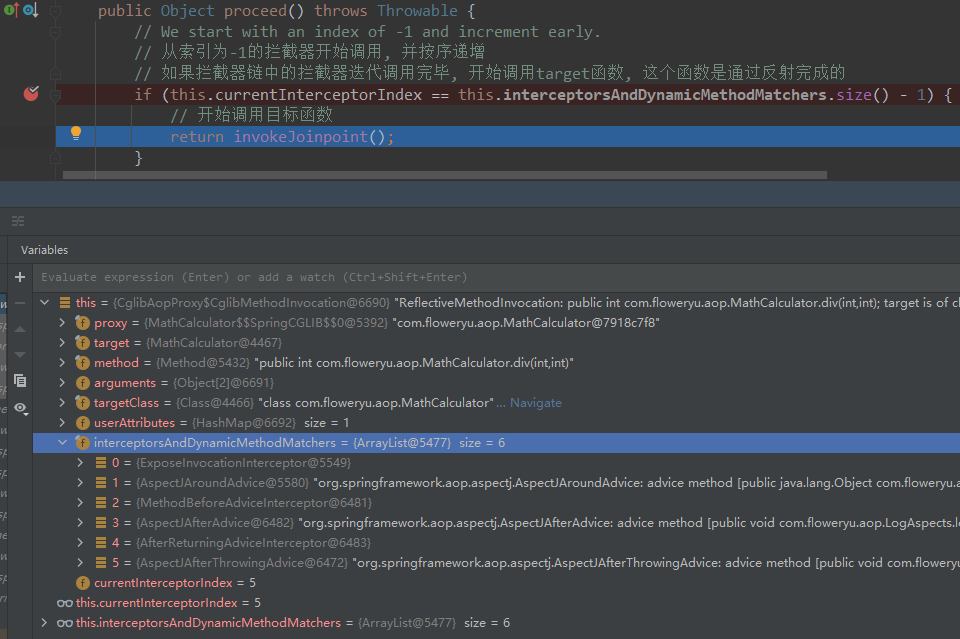 public Object proceed() throws Throwable {
// We start with an index of -1 and increment early.
// 从索引为-1的拦截器开始调用, 并按序递增
// 如果拦截器链中的拦截器迭代调用完毕, 开始调用target函数, 这个函数是通过反射完成的
if (this.currentInterceptorIndex == this.interceptorsAndDynamicMethodMatchers.size() - 1) {
// 开始调用目标函数
return invokeJoinpoint();
}
Variables
Evaluate expression (Enter) or add a watch (Ctrl+Shift+Enter)
this = {CglibAopProxy$CglibMethodInvocation@6690} "ReflectiveMethodInvocation: public int com.floweryu.aop.MathCalculator.div(int,int); target is of cl
proxy = {MathCalculator$$SpringCGLIB$$0@5392} "com.floweryu.aop.MathCalculator@7918c7f8"
target = {MathCalculator@4467}
method = {Method@5432} "public int com.floweryu.aop.MathCalculator.div(int,int)"
arguments = {Object[2]@6691}
targetClass = {Class@4466} "class com.floweryu.aop.MathCalculator"... Navigate
userAttributes = {HashMap@6692} size = 1
interceptorsAndDynamicMethodMatchers = {ArrayList@5477} size = 6
0 = {ExposeInvocationInterceptor@5549}
1 = {AspectJAroundAdvice@5580} "org.springframework.aop.aspectj.AspectJAroundAdvice: advice method [public java.lang.Object com.floweryu.a
2 = {MethodBeforeAdviceInterceptor@6481}
3 = {AspectJAfterAdvice@6482} "org.springframework.aop.aspectj.AspectJAfterAdvice: advice method [public void com.floweryu.aop.LogAspects.lo
4 = {AfterReturningAdviceInterceptor@6483}
5 = {AspectJAfterThrowingAdvice@6472} "org.springframework.aop.aspectj.AspectJAfterThrowingAdvice: advice method [public void com.flowery
currentInterceptorIndex = 5
this.currentInterceptorIndex = 5
this.interceptorsAndDynamicMethodMatchers = {ArrayList@5477} size = 6